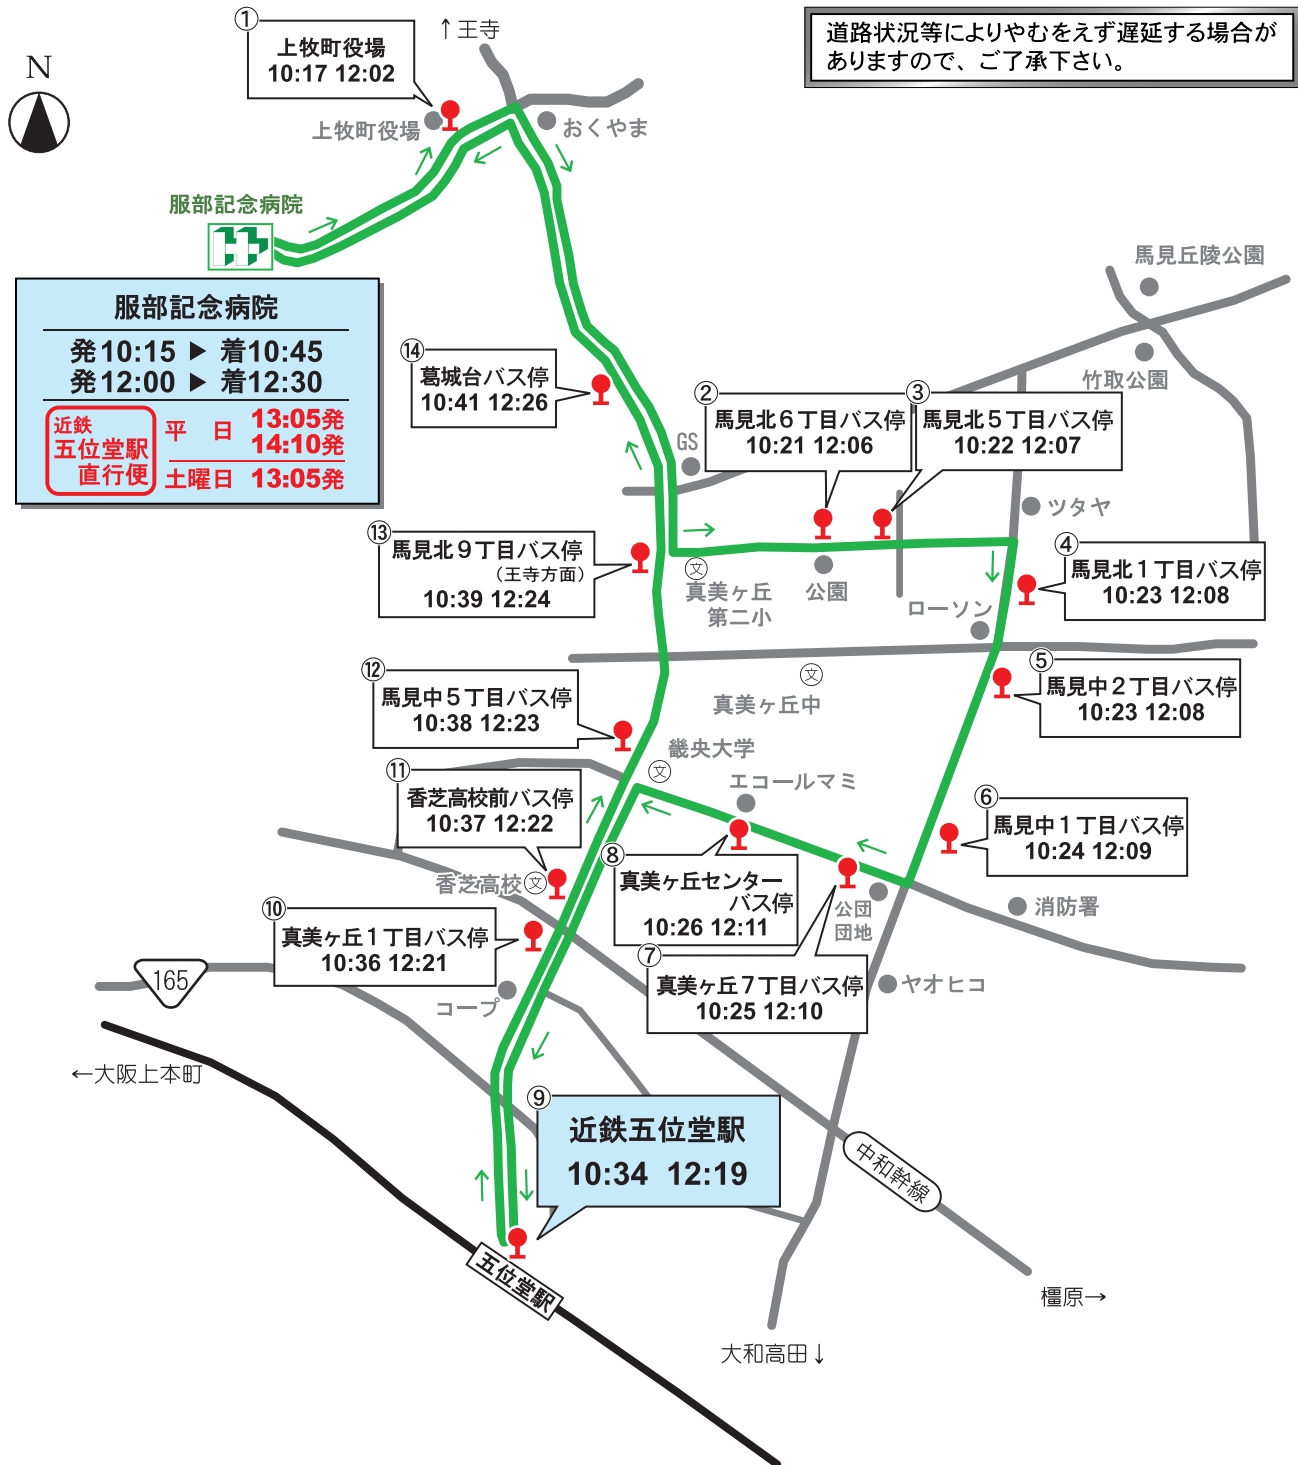 道路状況等によりやむをえず遅延する場合が
ありますので、ご了承下さい。
N
①
上牧町役場
10:17 12:02
↑王寺
上牧町役場
おくやま
服部記念病院
服部記念病院
発10:15 ▶ 着10:45
発12:00 ▶ 着12:30
近鉄
五位堂駅
直行便
平 日 13:05発
14:10発
土曜日 13:05発
馬見丘陵公園
竹取公園
⑭
葛城台バス停
10:41 12:26
②
馬見北６丁目バス停
10:21 12:06
③
馬見北５丁目バス停
10:22 12:07
GS
ツタヤ
⑬
馬見北９丁目バス停
（王寺方面）
10:39 12:24
文
真美ヶ丘
第二小
公園
ローソン
④
馬見北１丁目バス停
10:23 12:08
⑤
馬見中２丁目バス停
10:23 12:08
⑫
馬見中５丁目バス停
10:38 12:23
文
真美ヶ丘中
畿央大学
文
エコールマミ
⑪
香芝高校前バス停
10:37 12:22
⑥
馬見中１丁目バス停
10:24 12:09
⑧
真美ヶ丘センター
バス停
10:26 12:11
香芝高校
文
公団
団地
消防署
⑩
真美ヶ丘１丁目バス停
10:36 12:21
⑦
真美ヶ丘７丁目バス停
10:25 12:10
165
コープ
ヤオヒコ
←大阪上本町
⑨
近鉄五位堂駅
10:34 12:19
中和幹線
五位堂駅
橿原→
大和高田↓